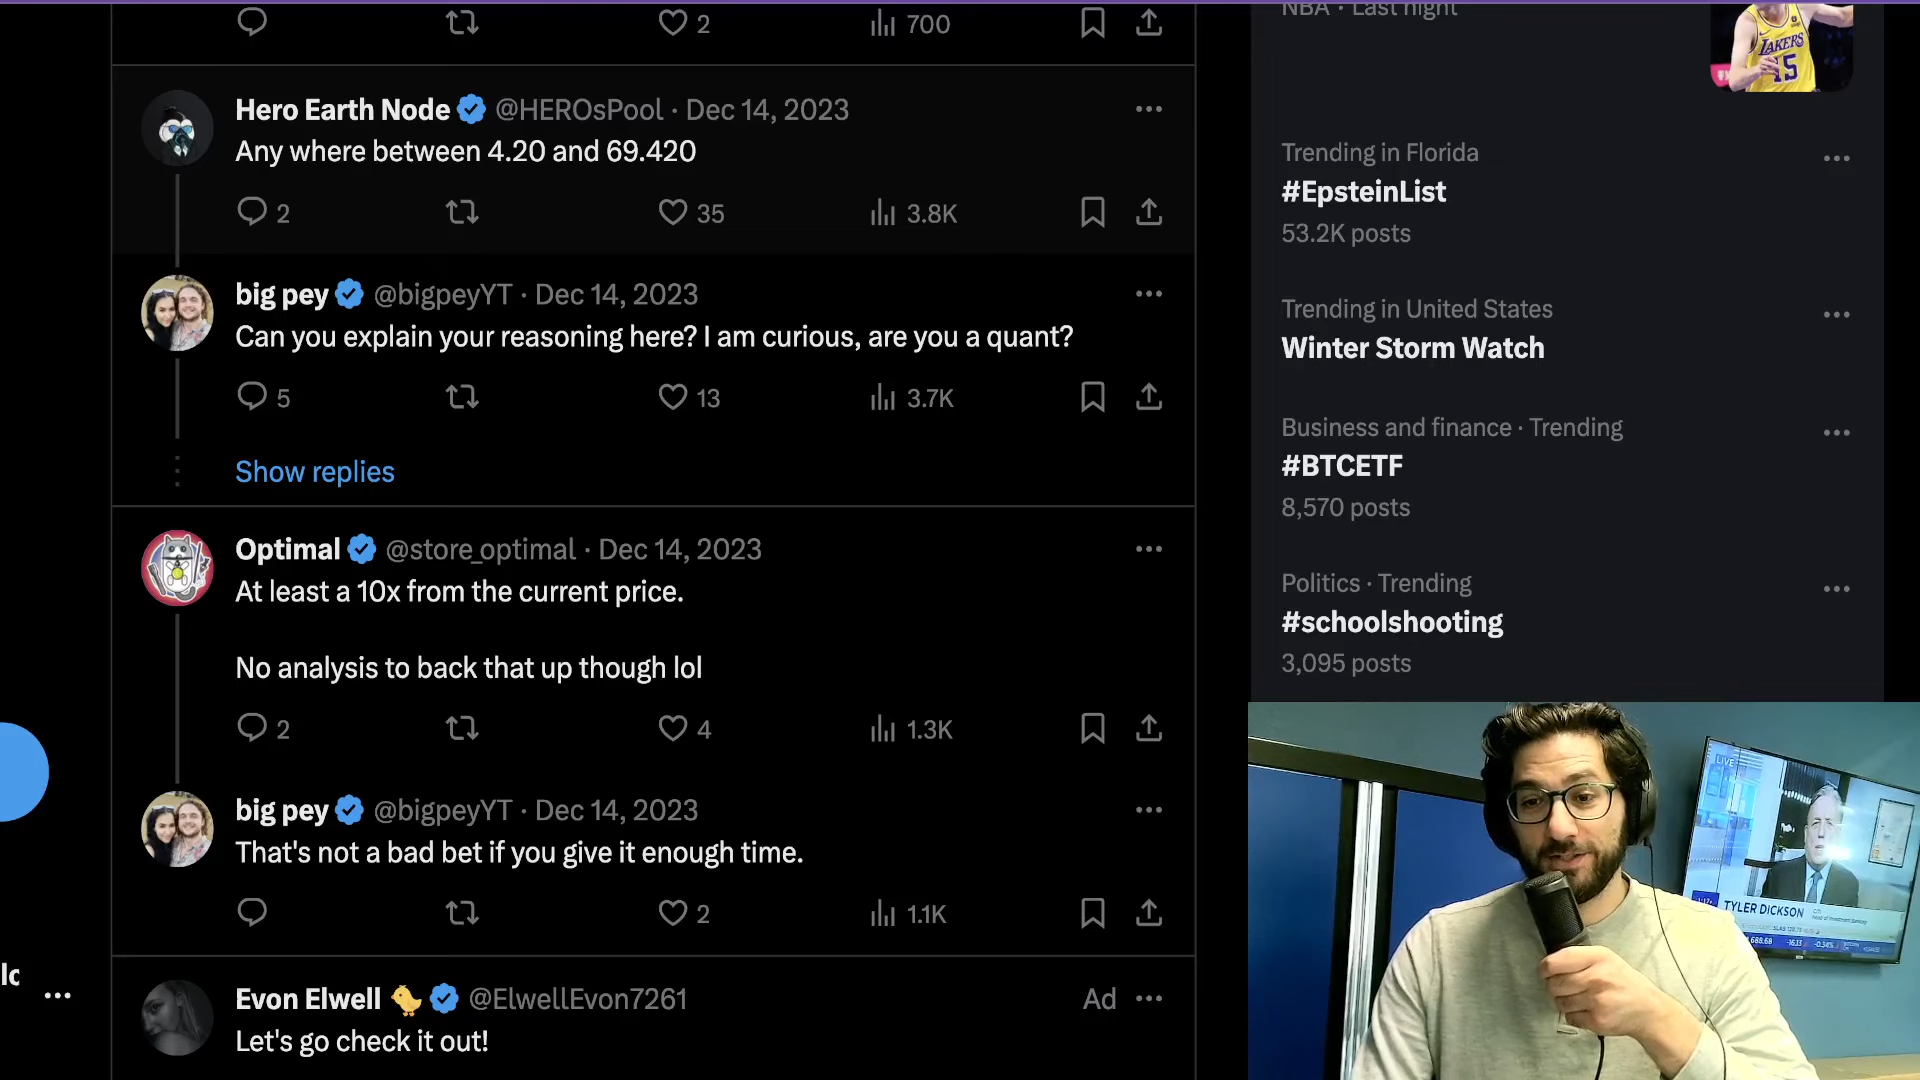 2
700
NBA · Last night
LAKERS
15
Hero Earth Node @HEROsPool · Dec 14, 2023
Any where between 4.20 and 69.420
2
35
3.8K
big pey @bigpeyYT · Dec 14, 2023
Can you explain your reasoning here? I am curious, are you a quant?
5
13
3.7K
Show replies
Optimal @store_optimal · Dec 14, 2023
At least a 10x from the current price.
No analysis to back that up though lol
2
4
1.3K
big pey @bigpeyYT · Dec 14, 2023
That's not a bad bet if you give it enough time.
2
1.1K
Evon Elwell @ElwellEvon7261
Ad
Let's go check it out!
Trending in Florida
#EpsteinList
53.2K posts
Trending in United States
Winter Storm Watch
Business and finance · Trending
#BTCETF
8,570 posts
Politics · Trending
#schoolshooting
3,095 posts
LIVE
TYLER DICKSON
-16.13
-0.34%